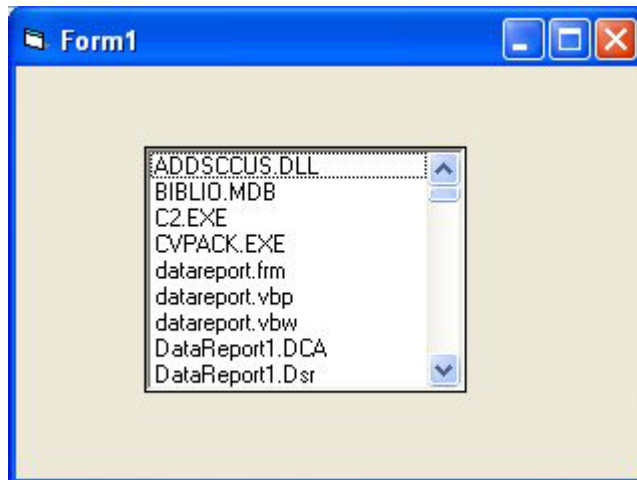 Form1
ADDSCCUS.DLL
BIBLIO.MDB
C2.EXE
CVPACK.EXE
datareport.frm
datareport.vbp
datareport.vbw
DataReport1.DCA
DataReport1.Dsr